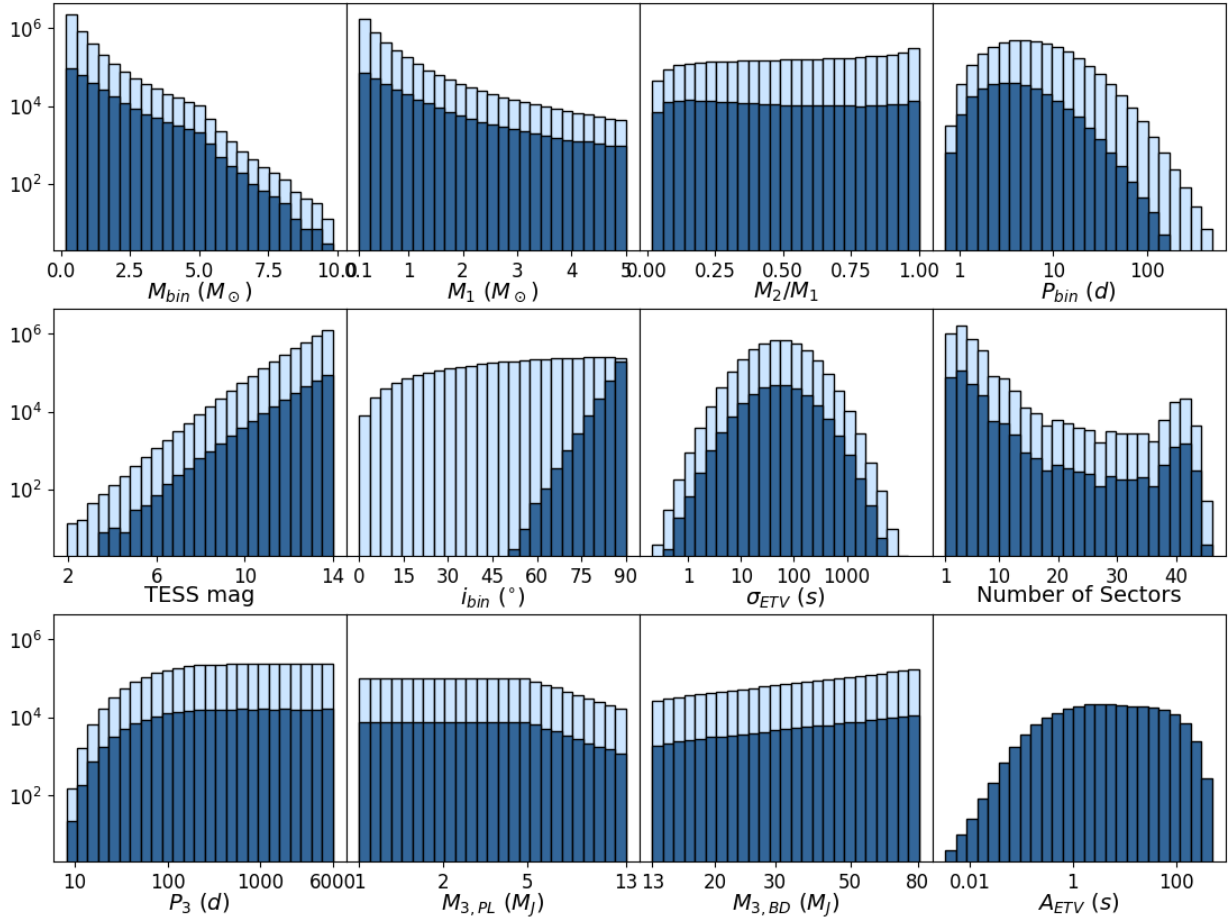 10^6
10^4
10^2
0.0 2.5 5.0 7.5 10.0
0.1 1 2 3 4 5
0.00 0.25 0.50 0.75 1.00
1 10 100
M_bin (M_⊙)
M_1 (M_⊙)
M_2/M_1
P_bin (d)
10^6
10^4
10^2
2 6 10 14
0 15 30 45 60 75 90
1 10 100 1000
1 10 20 30 40
TESS mag
i_bin (°)
σ_ETV (s)
Number of Sectors
10^6
10^4
10^2
10 100 1000 6000
1 2 5 13
13 20 30 50 80
0.01 1 100
P_3 (d)
M_3,PL (M_J)
M_3,BD (M_J)
A_ETV (s)